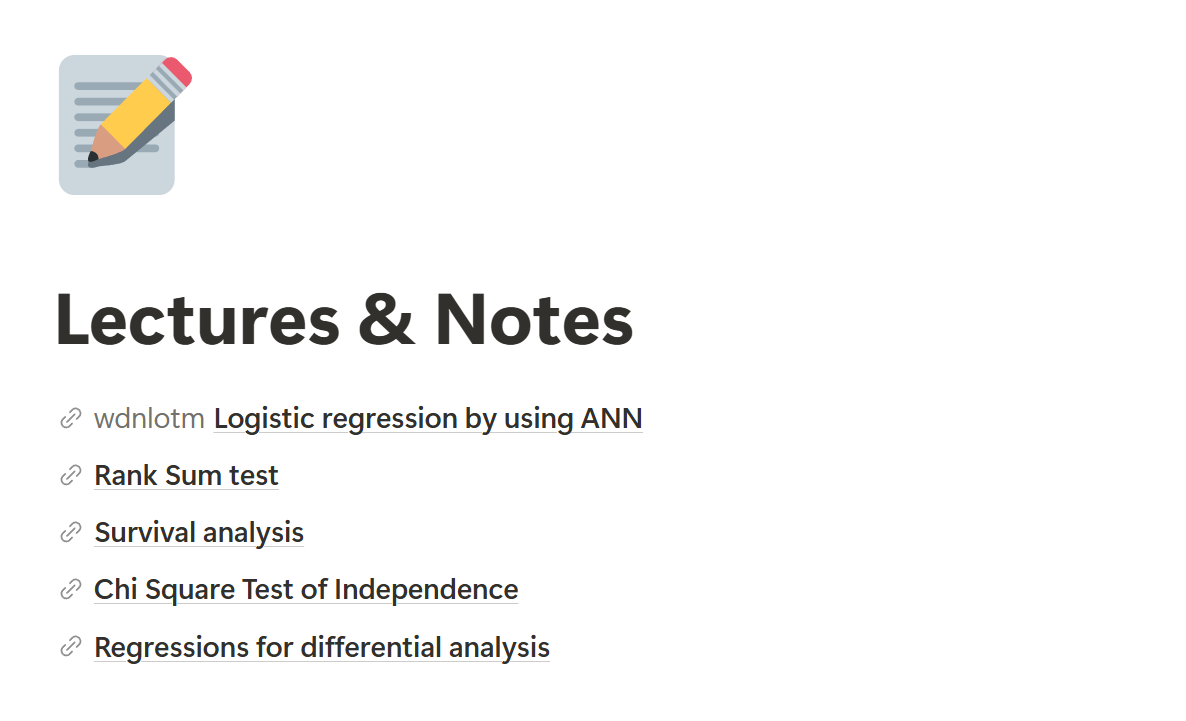 Lectures & Notes
wdnlotm Logistic regression by using ANN
Rank Sum test
Survival analysis
Chi Square Test of Independence
Regressions for differential analysis